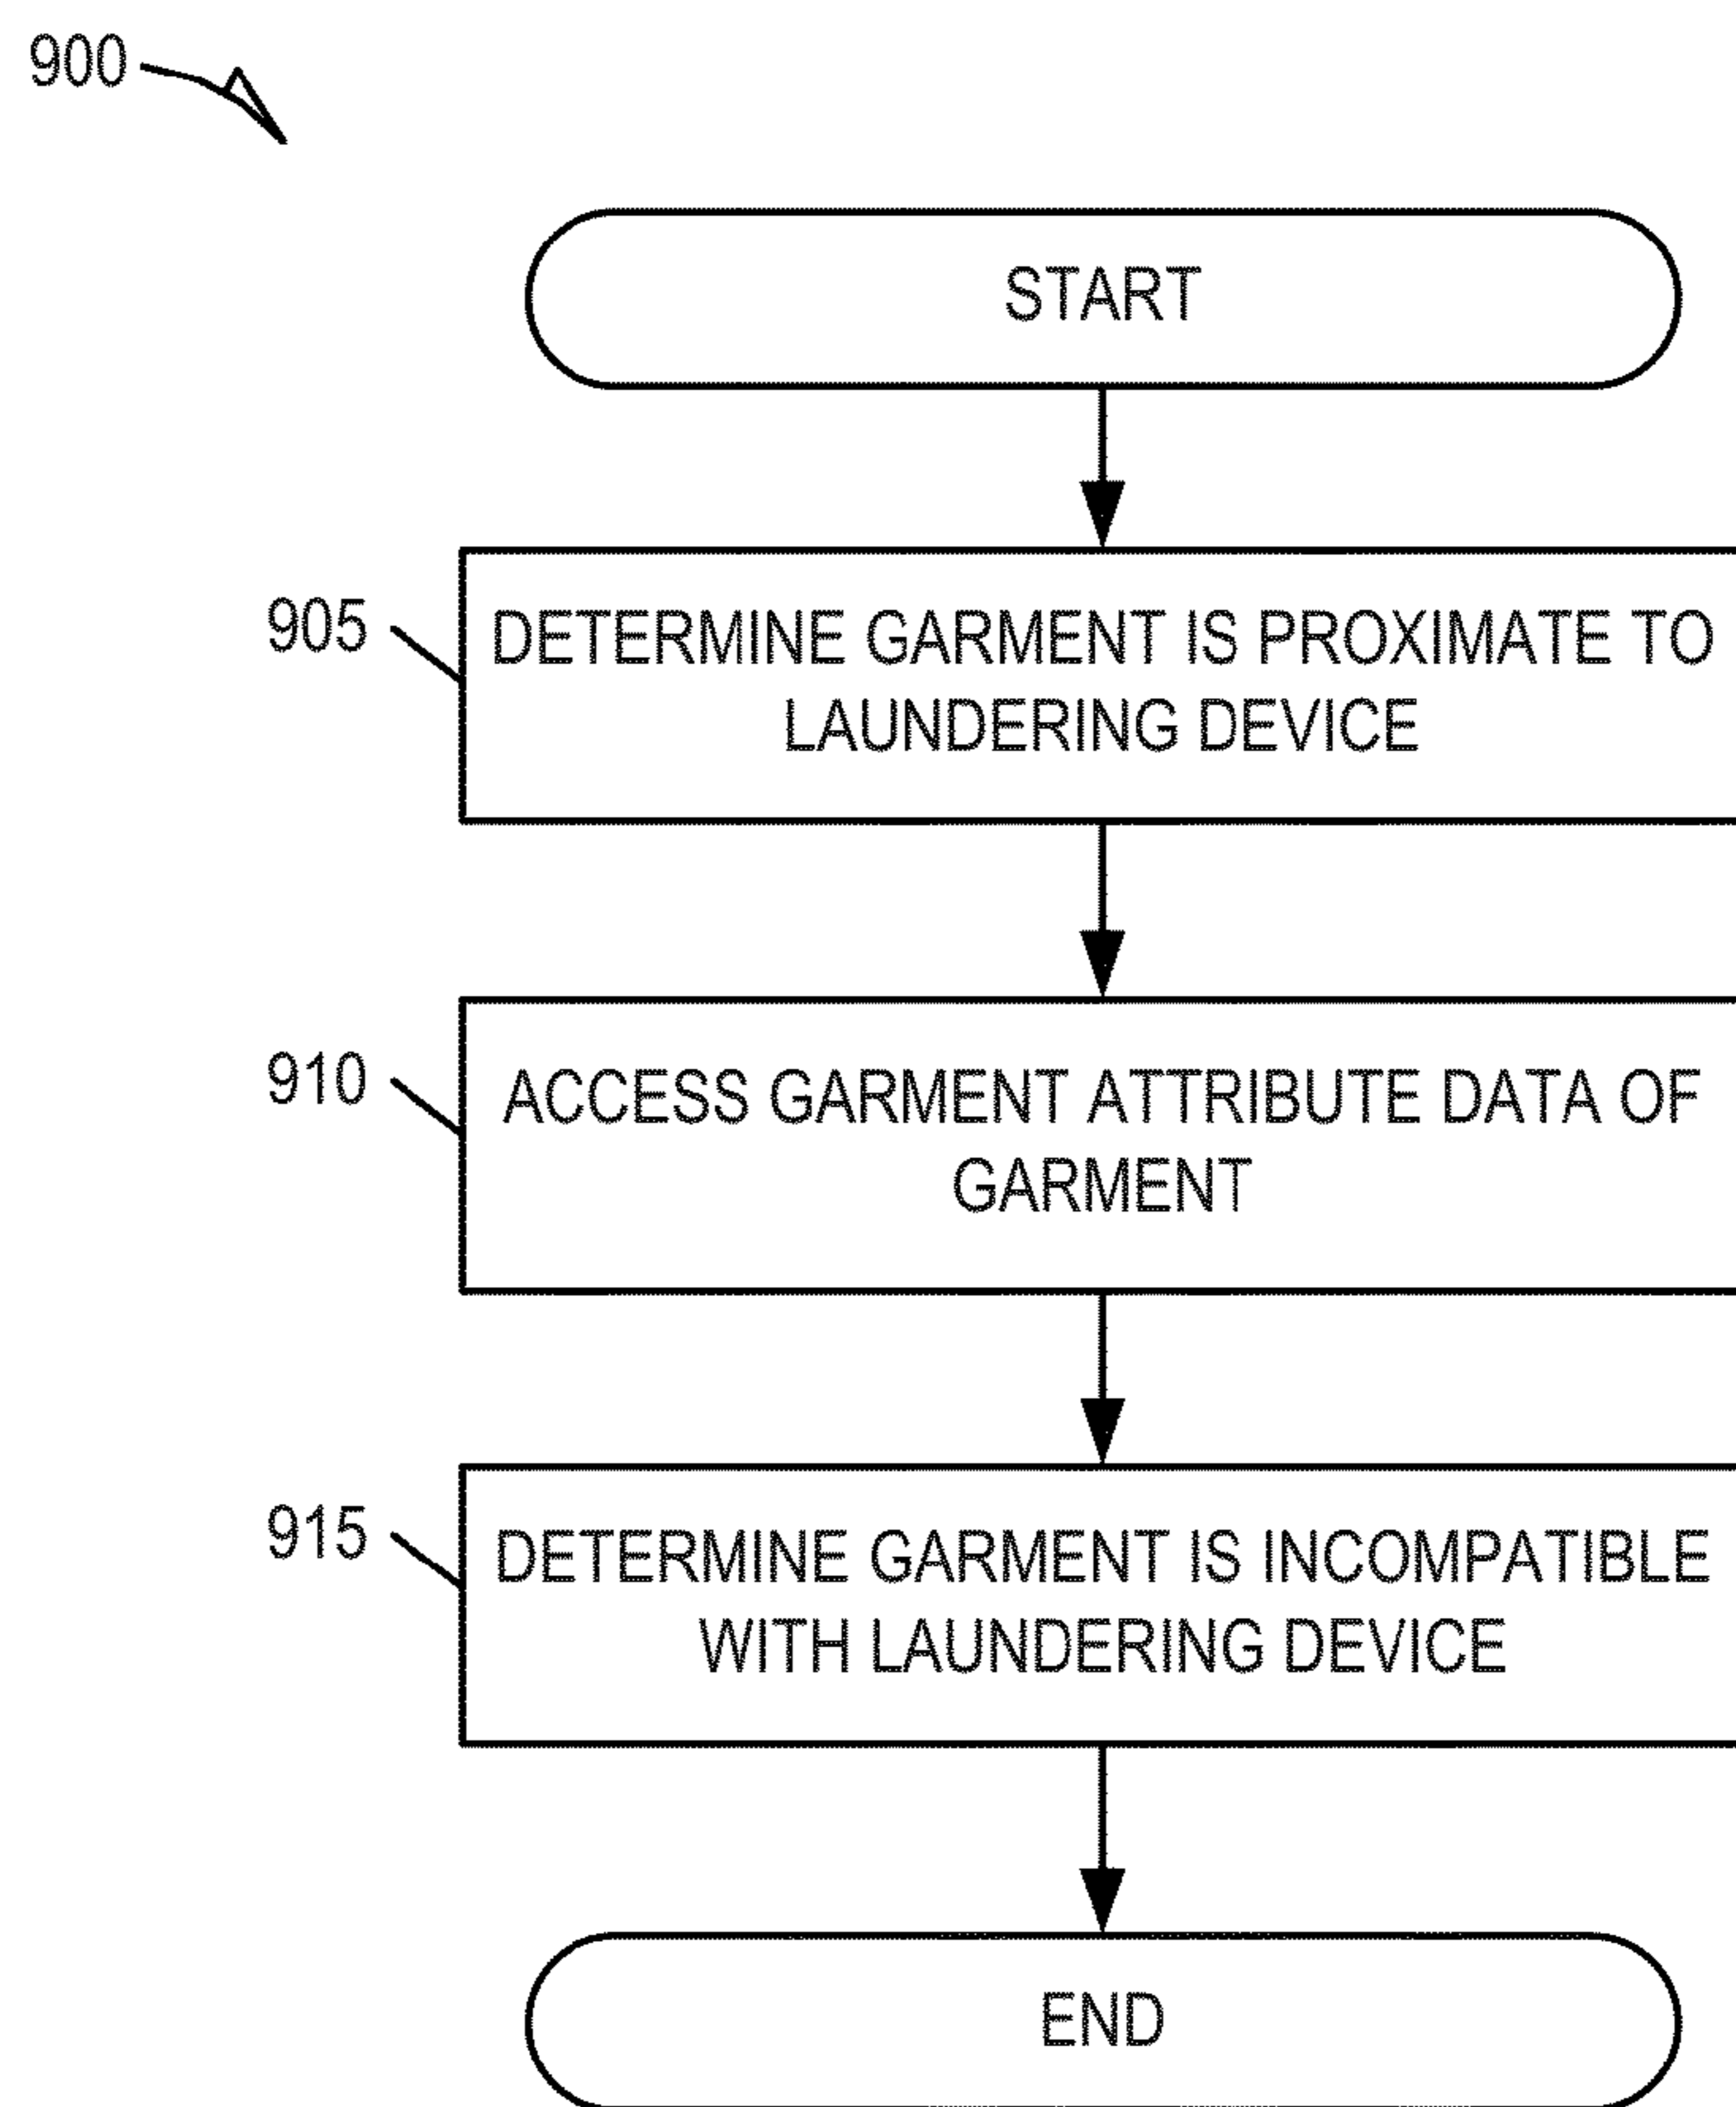 900
START
905
DETERMINE GARMENT IS PROXIMATE TO
LAUNDERING DEVICE
910
ACCESS GARMENT ATTRIBUTE DATA OF
GARMENT
915
DETERMINE GARMENT IS INCOMPATIBLE
WITH LAUNDERING DEVICE
END